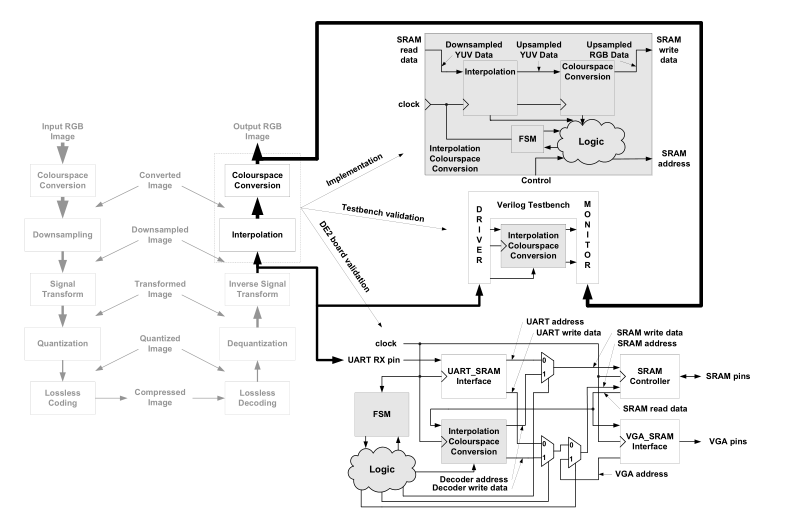 Input RGB
Image
Colourspace
Conversion
Downsampling
Signal
Transform
Quantization
Lossless
Coding
Converted
Image
Downsampled
Image
Transformed
Image
Quantized
Image
Compressed
Image
Output RGB
Image
Colourspace
Conversion
Interpolation
Inverse Signal
Transform
Dequantization
Lossless
Decoding
Implementation
Testbench validation
DE2 board validation
SRAM
read
data
Downsampled
YUV Data
Upsampled
YUV Data
Upsampled
RGB Data
SRAM
write
data
Interpolation
Colourspace
Conversion
clock
FSM
Logic
Interpolation
Colourspace
Conversion
SRAM
address
Control
Verilog Testbench
DRIVER
Interpolation
Colourspace
Conversion
MONITOR
clock
UART RX pin
UART address
UART write data
SRAM write data
SRAM address
UART_SRAM
Interface
0
1
SRAM
Controller
SRAM pins
SRAM read data
FSM
Interpolation
Colourspace
Conversion
0
1
0
1
VGA_SRAM
Interface
VGA pins
Logic
Decoder address
Decoder write data
VGA address